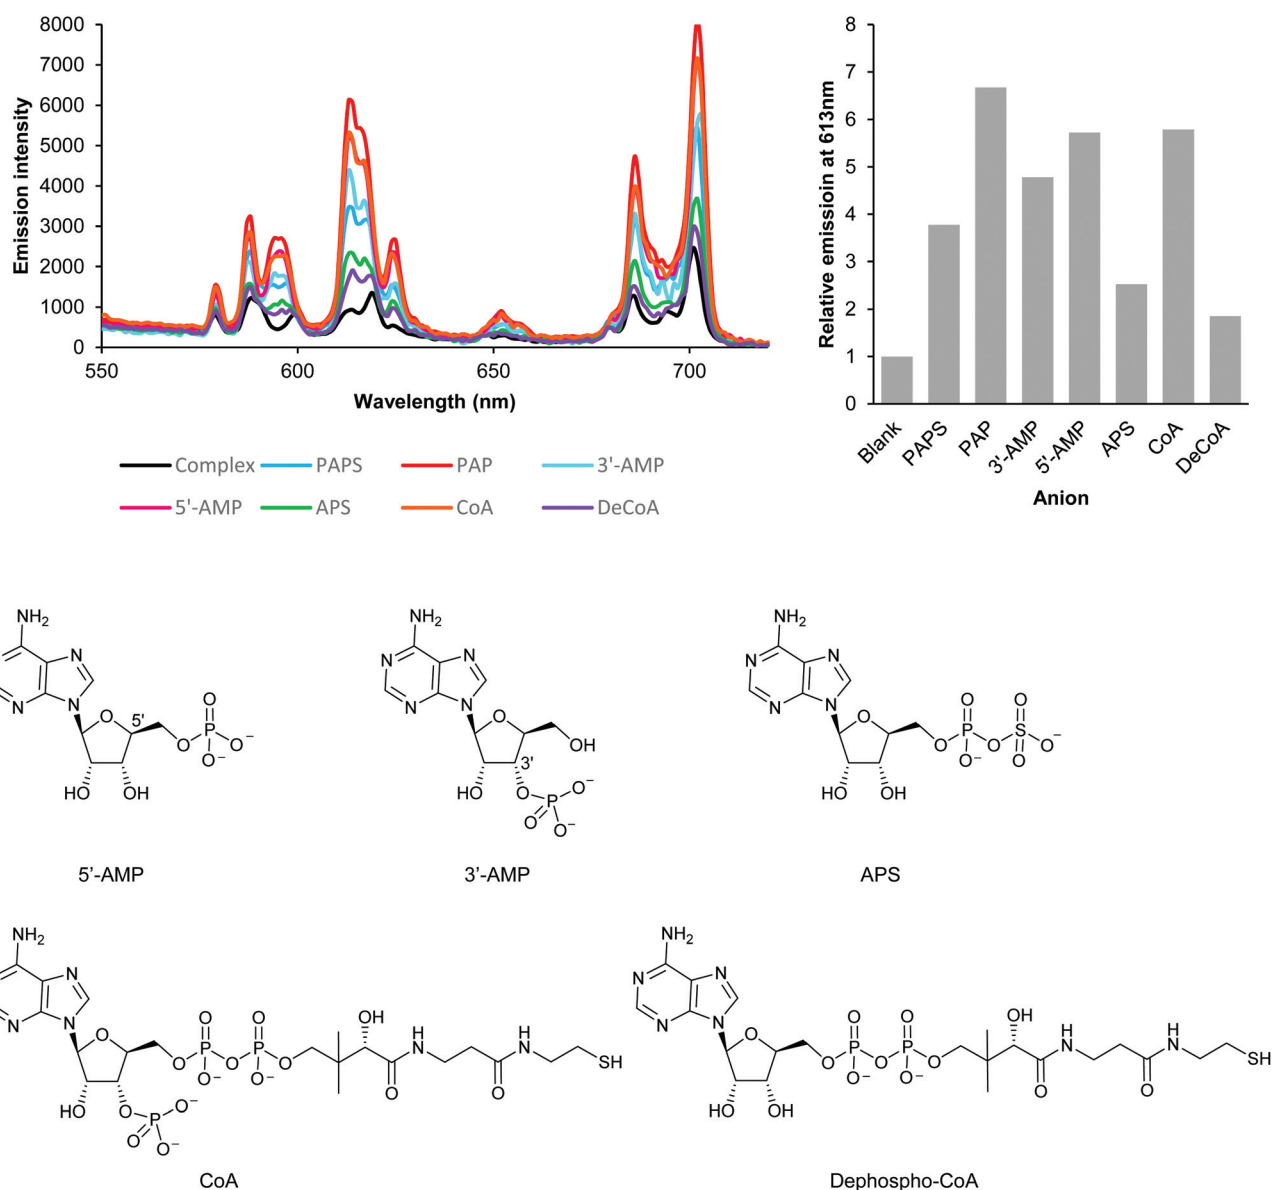 8000
7000
6000
5000
4000
3000
2000
1000
0
Emission intensity
550 600 650 700
Wavelength (nm)
Complex PAPS PAP 3'-AMP
5'-AMP APS CoA DeCoA
8
7
6
5
4
3
2
1
0
Relative emissioin at 613nm
Blank PAPS PAP 3'-AMP 5'-AMP APS CoA DeCoA
Anion
NH₂ NH₂ NH₂
N N N N N N
N N N N N N
O 5' O O P O⁻ O⁻
HO OH
O OH 3'
HO O P O⁻ O O⁻
O O O P O⁻ O O S O⁻ O
HO OH
5’-AMP 3’-AMP APS
NH₂ NH₂
N N N N
N N N N
O O O P O⁻ O O P O⁻ O OH O H N O H N SH
HO O P O⁻ O O⁻
O O O P O⁻ O O P O⁻ O OH O H N O H N SH
HO OH
CoA Dephospho-CoA